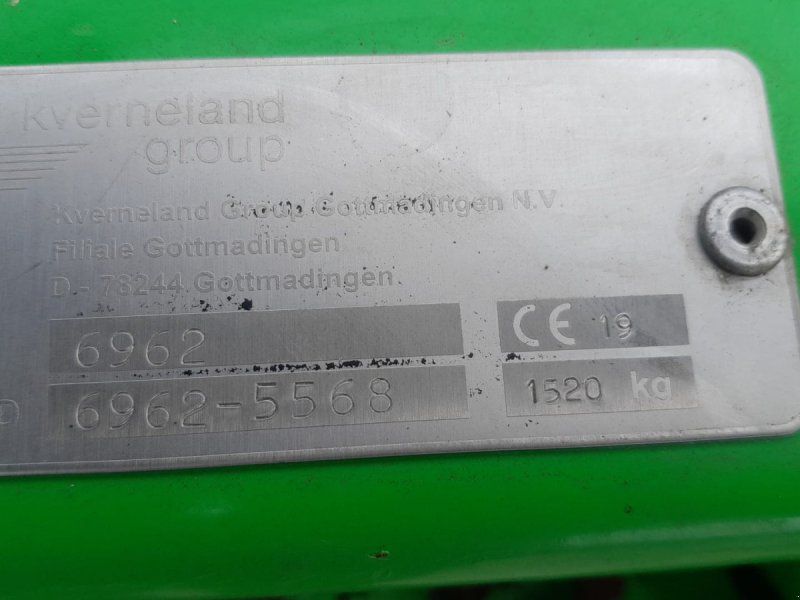 kverneland
group
Kverneland Group Gottmadingen N.V.
Filiale Gottmadingen
D.- 78244 Gottmadingen
6962
CE 19
6962-5568
1520 kg